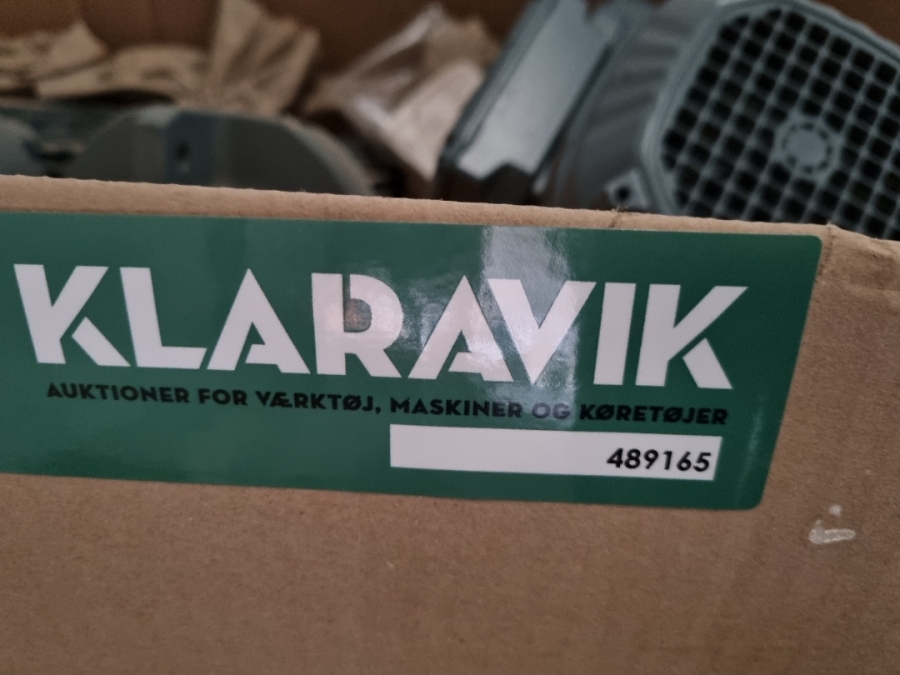 KLARAVIK
AUKTIONER FOR VÆRKTØJ, MASKINER OG KØRETØJER
489165